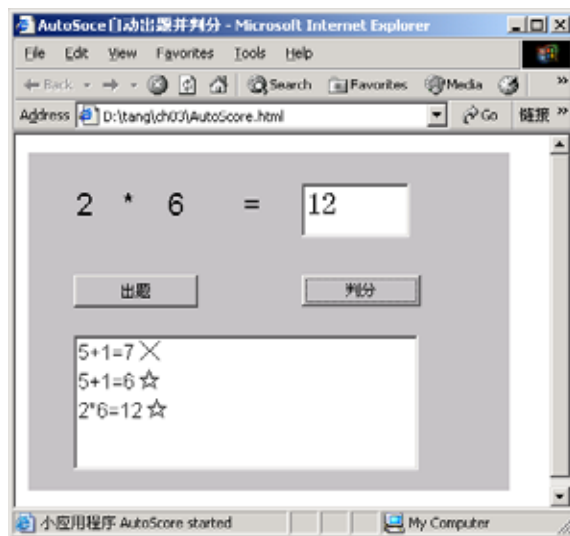 AutoSoce自动出题并判分 - Microsoft Internet Explorer
File Edit View Favorites Tools Help
Back Search Favorites Media »
Address D:\tang\ch03\AutoScore.html Go 链接 »
2 * 6 = 12
出题 判分
5+1=7╳
5+1=6☆
2*6=12☆
小应用程序 AutoScore started My Computer